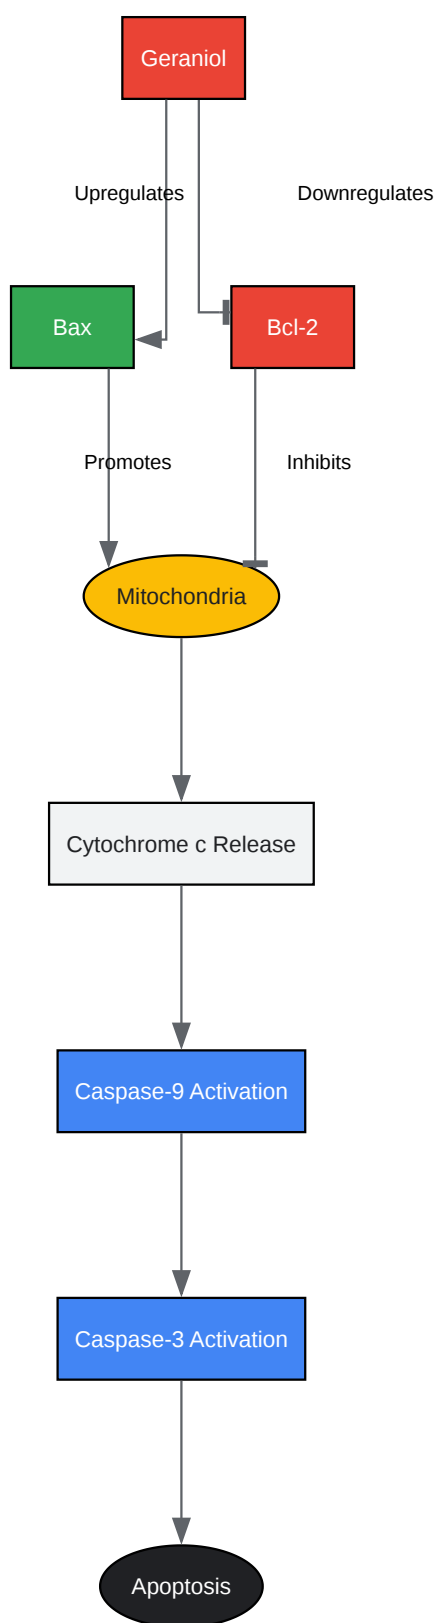 Geraniol
Upregulates
Downregulates
Bax
Bcl-2
Promotes
Inhibits
Mitochondria
Cytochrome c Release
Caspase-9 Activation
Caspase-3 Activation
Apoptosis